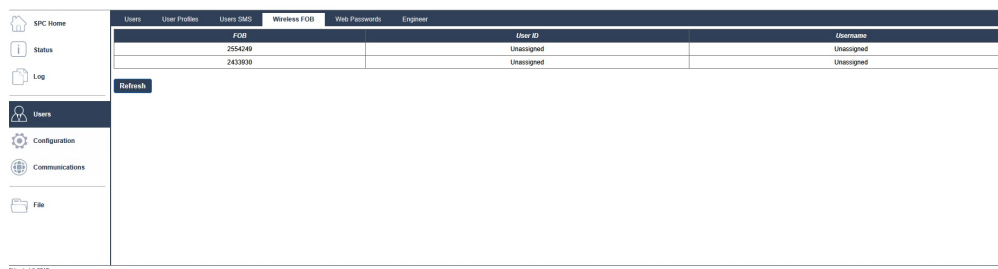 SPC Home
Status
Log
Users
Configuration
Communications
File
Users User Profiles Users SMS Wireless FOB Web Passwords Engineer
FOB User ID Username
2554249 Unassigned Unassigned
2433930 Unassigned Unassigned
Refresh